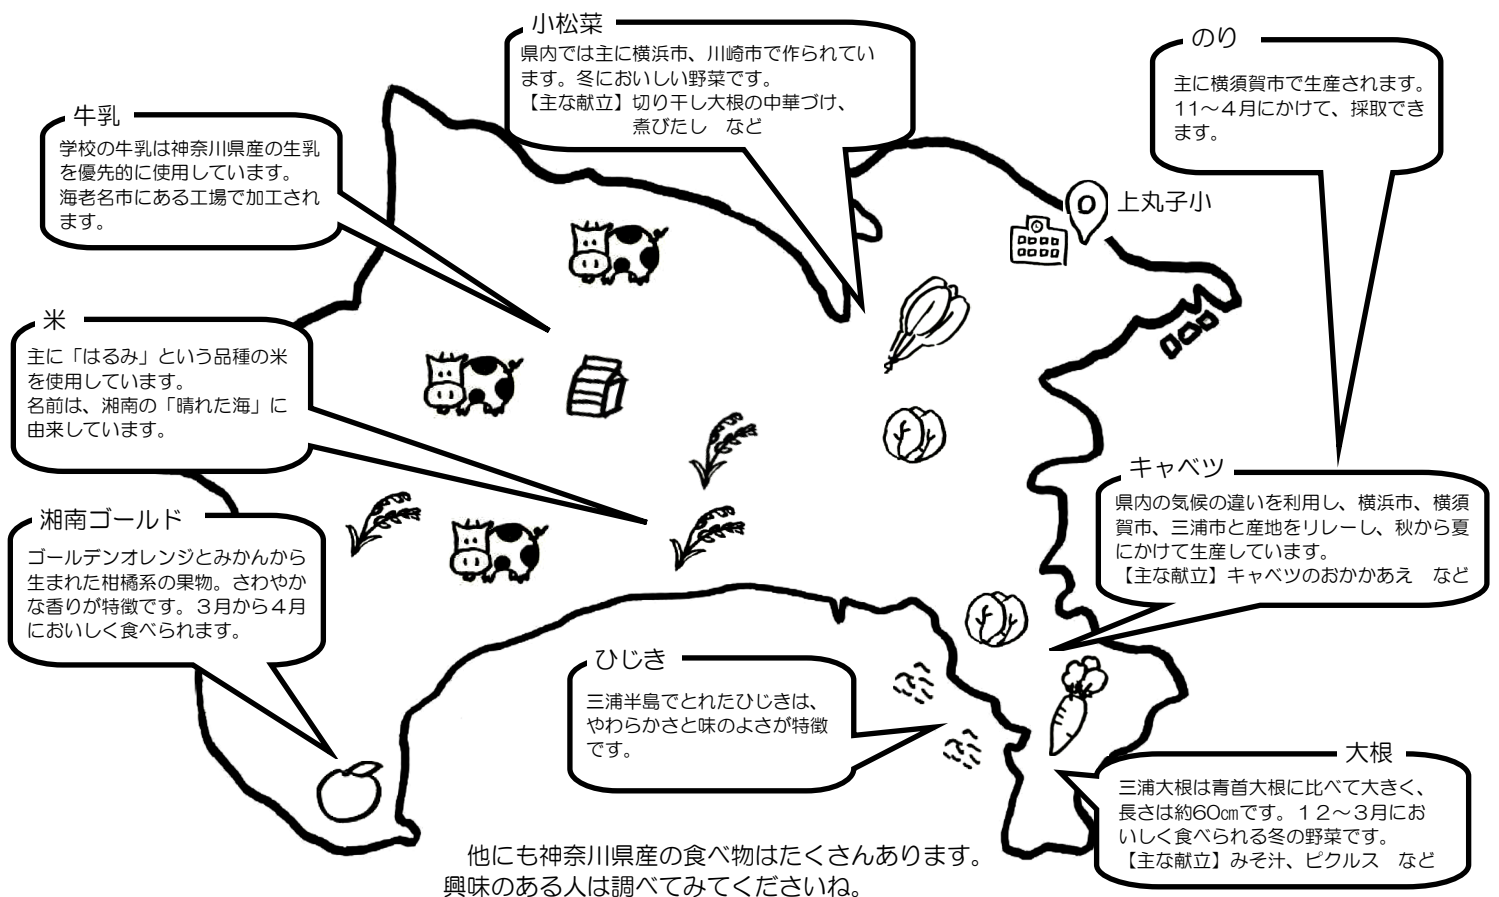 小松菜
県内では主に横浜市、川崎市で作られてい
ます。冬においしい野菜です。
【主な献立】切り干し大根の中華づけ、
煮びたし　など
のり
主に横須賀市で生産されます。
11～４月にかけて、採取でき
ます。
牛乳
学校の牛乳は神奈川県産の生乳
を優先的に使用しています。
海老名市にある工場で加工され
ます。
上丸子小
米
主に「はるみ」という品種の米
を使用しています。
名前は、湘南の「晴れた海」に
由来しています。
キャベツ
県内の気候の違いを利用し、横浜市、横須
賀市、三浦市と産地をリレーし、秋から夏
にかけて生産しています。
【主な献立】キャベツのおかかあえ　など
湘南ゴールド
ゴールデンオレンジとみかんから
生まれた柑橘系の果物。さわやか
な香りが特徴です。３月から４月
においしく食べられます。
ひじき
三浦半島でとれたひじきは、
やわらかさと味のよさが特徴
です。
大根
三浦大根は青首大根に比べて大きく、
長さは約60㎝です。１２～３月にお
いしく食べられる冬の野菜です。
【主な献立】みそ汁、ピクルス　など
他にも神奈川県産の食べ物はたくさんあります。
興味のある人は調べてみてくださいね。